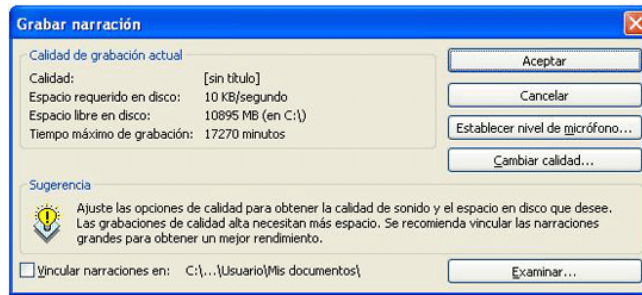 Grabar narración
Calidad de grabación actual
Calidad: [sin título]
Espacio requerido en disco: 10 KB/segundo
Espacio libre en disco: 10895 MB (en C:\)
Tiempo máximo de grabación: 17270 minutos
Aceptar
Cancelar
Establecer nivel de micrófono...
Cambiar calidad...
Sugerencia
Ajuste las opciones de calidad para obtener la calidad de sonido y el espacio en disco que desee.
Las grabaciones de calidad alta necesitan más espacio. Se recomienda vincular las narraciones
grandes para obtener un mejor rendimiento.
Vincular narraciones en: C:\...\Usuario\Mis documentos\
Examinar...